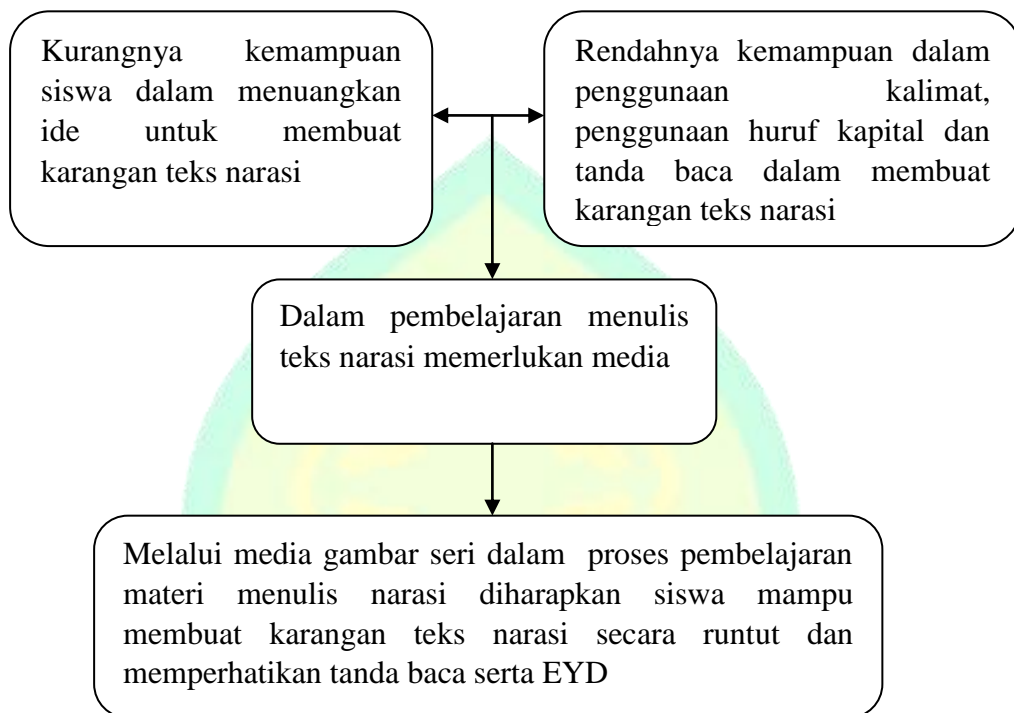 Kurangnya kemampuan
siswa dalam menuangkan
ide untuk membuat
karangan teks narasi
Rendahnya kemampuan dalam
penggunaan kalimat,
penggunaan huruf kapital dan
tanda baca dalam membuat
karangan teks narasi
Dalam pembelajaran menulis
teks narasi memerlukan media
Melalui media gambar seri dalam proses pembelajaran
materi menulis narasi diharapkan siswa mampu
membuat karangan teks narasi secara runtut dan
memperhatikan tanda baca serta EYD